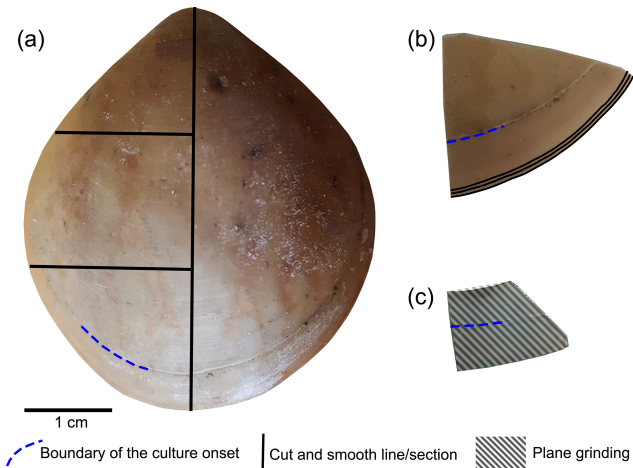 (a)
(b)
(c)
1 cm
Boundary of the culture onset
Cut and smooth line/section
Plane grinding